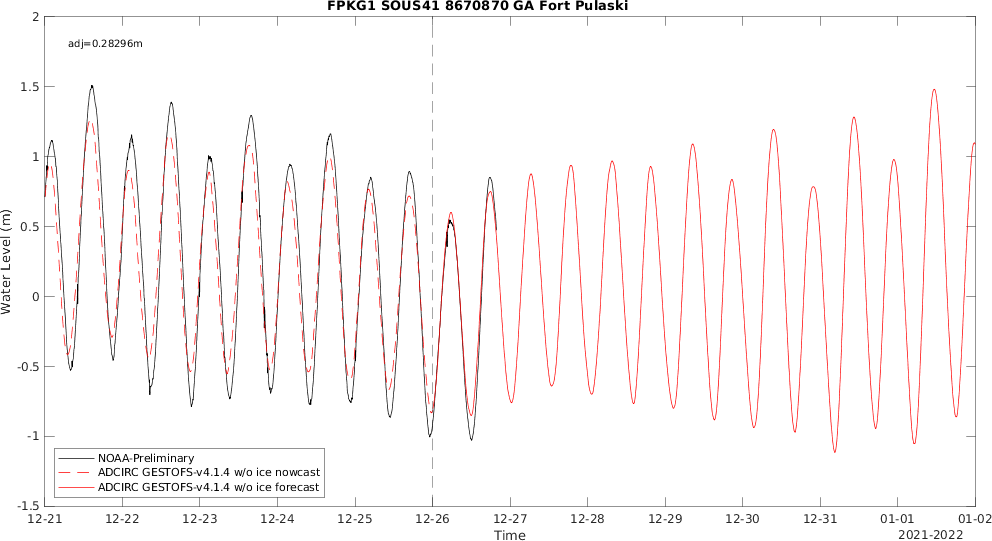 FPKG1 SOUS41 8670870 GA Fort Pulaski
adj=0.28296m
Water Level (m)
2
1.5
1
0.5
0
-0.5
-1
-1.5
NOAA-Preliminary
ADCIRC GESTOFS-v4.1.4 w/o ice nowcast
ADCIRC GESTOFS-v4.1.4 w/o ice forecast
12-21 12-22 12-23 12-24 12-25 12-26 12-27 12-28 12-29 12-30 12-31 01-01 01-02
Time
2021-2022